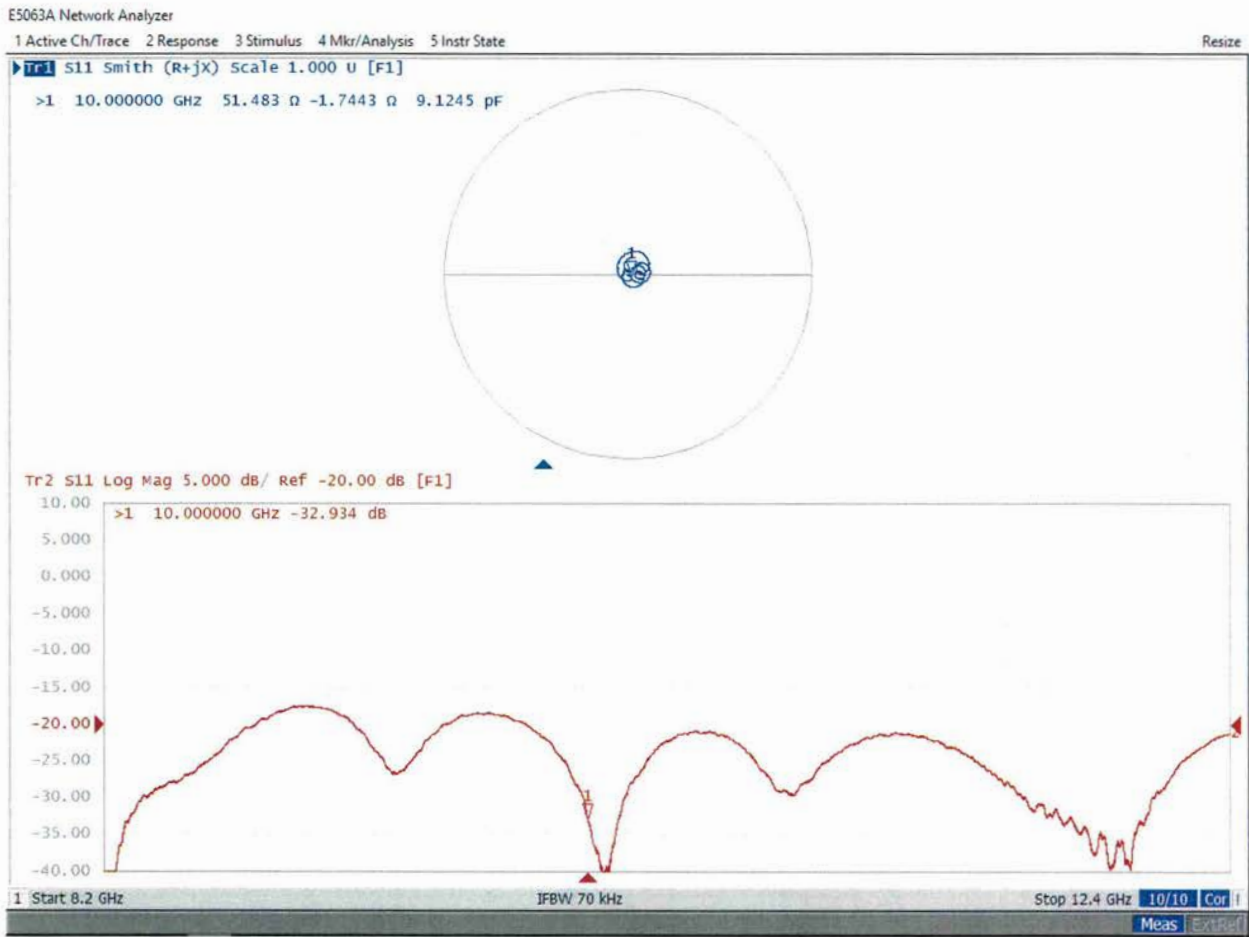 E5063A Network Analyzer
1 Active Ch/Trace 2 Response 3 Stimulus 4 Mkr/Analysis 5 Instr State Resize
Tr1 S11 Smith (R+jX) Scale 1.000 U [F1]
>1 10.000000 GHz 51.483 Ω -1.7443 Ω 9.1245 pF
1
Tr2 S11 Log Mag 5.000 dB/ Ref -20.00 dB [F1]
10.00
>1 10.000000 GHz -32.934 dB
5.000
0.000
-5.000
-10.00
-15.00
-20.00
-25.00
-30.00
1
-35.00
-40.00
1 Start 8.2 GHz IFBW 70 kHz Stop 12.4 GHz 10/10 Cor !
Meas ExtRef